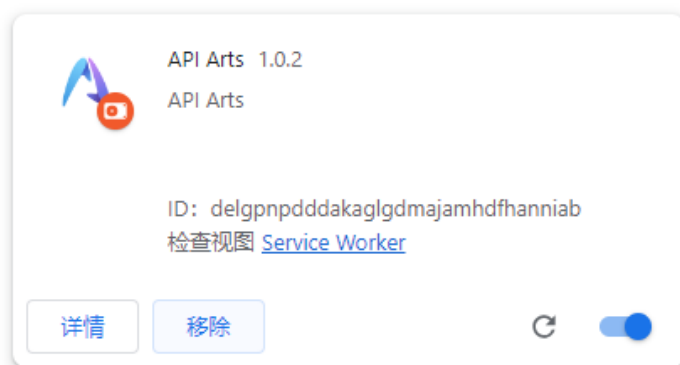 API Arts 1.0.2
API Arts
ID：delgpnpdddakaglgdmajamhdfhanniab
检查视图 Service Worker
详情 移除